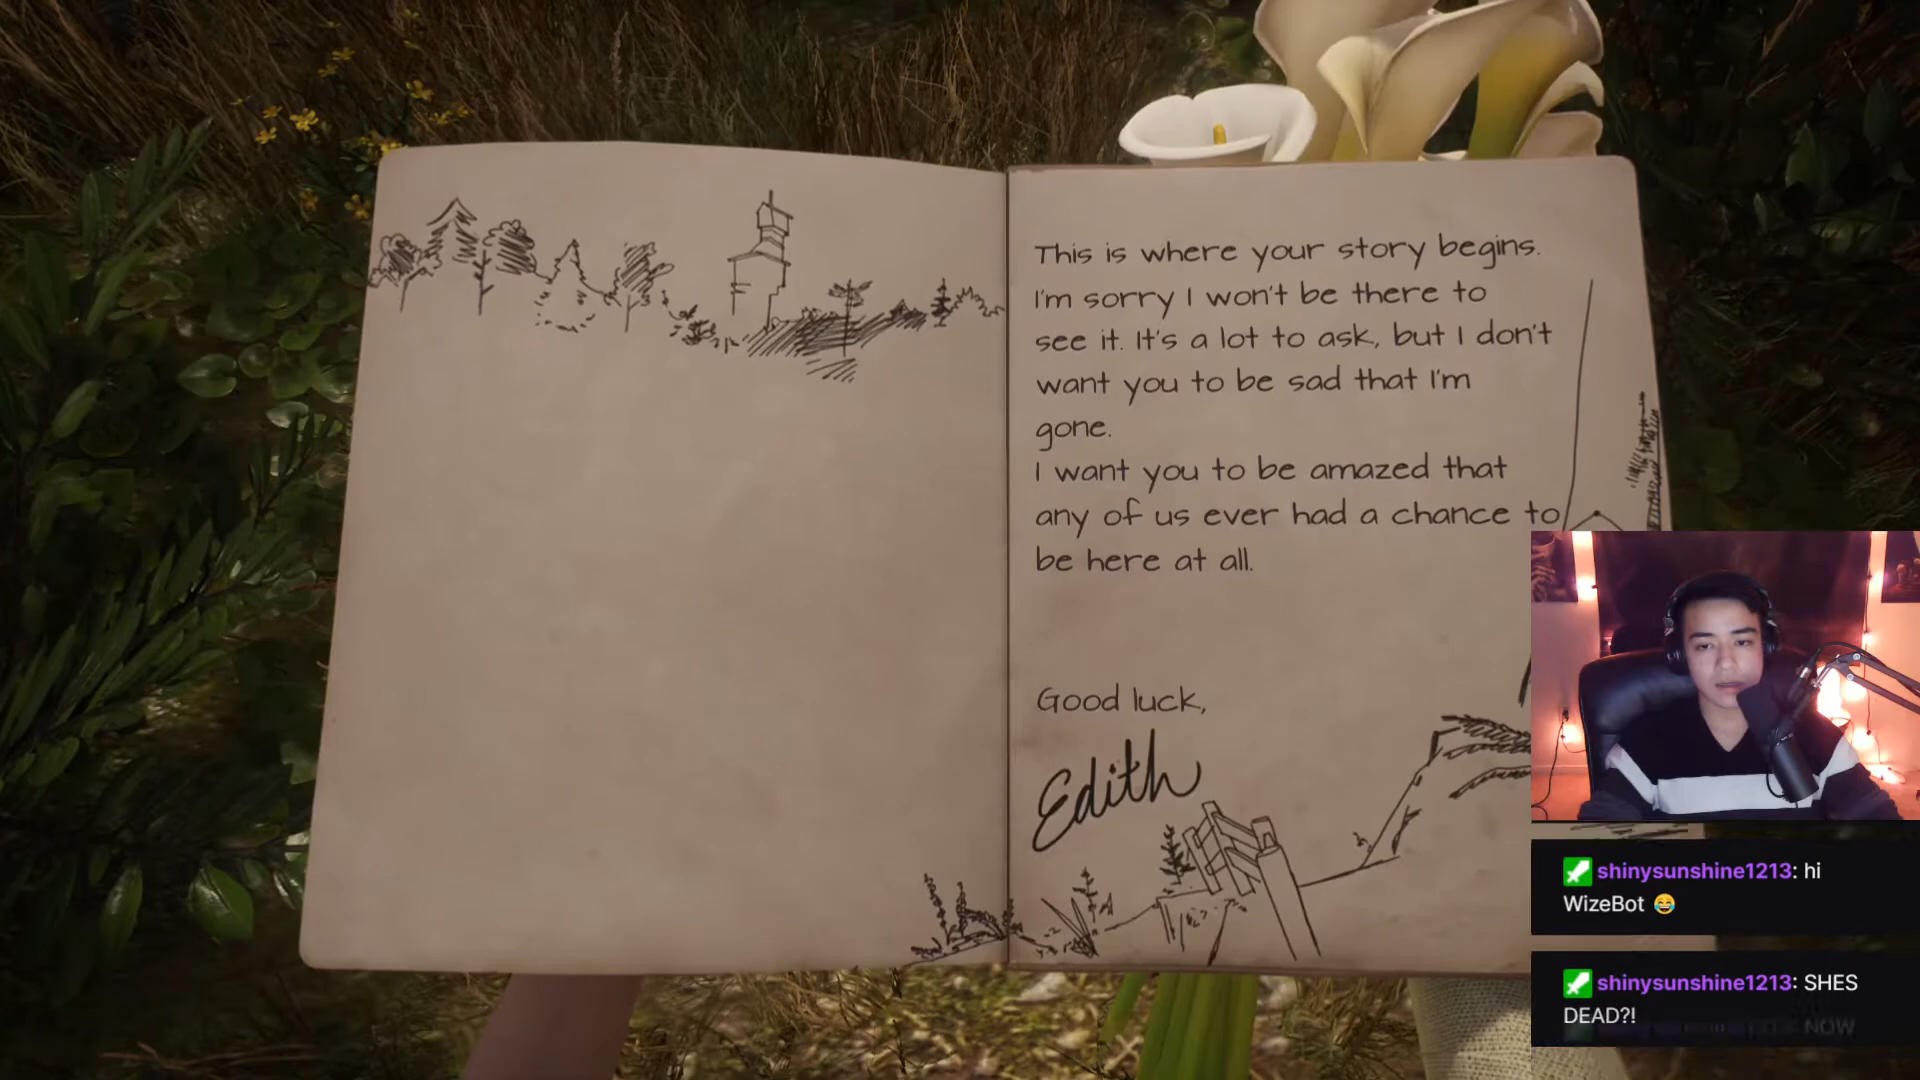 This is where your story begins.
I'm sorry I won't be there to
see it. It's a lot to ask, but I don't
want you to be sad that I'm
gone.
I want you to be amazed that
any of us ever had a chance to
be here at all.
Good luck,
Edith
shinysunshine1213: hi
WizeBot 😂
shinysunshine1213: SHES
DEAD?!
NOW